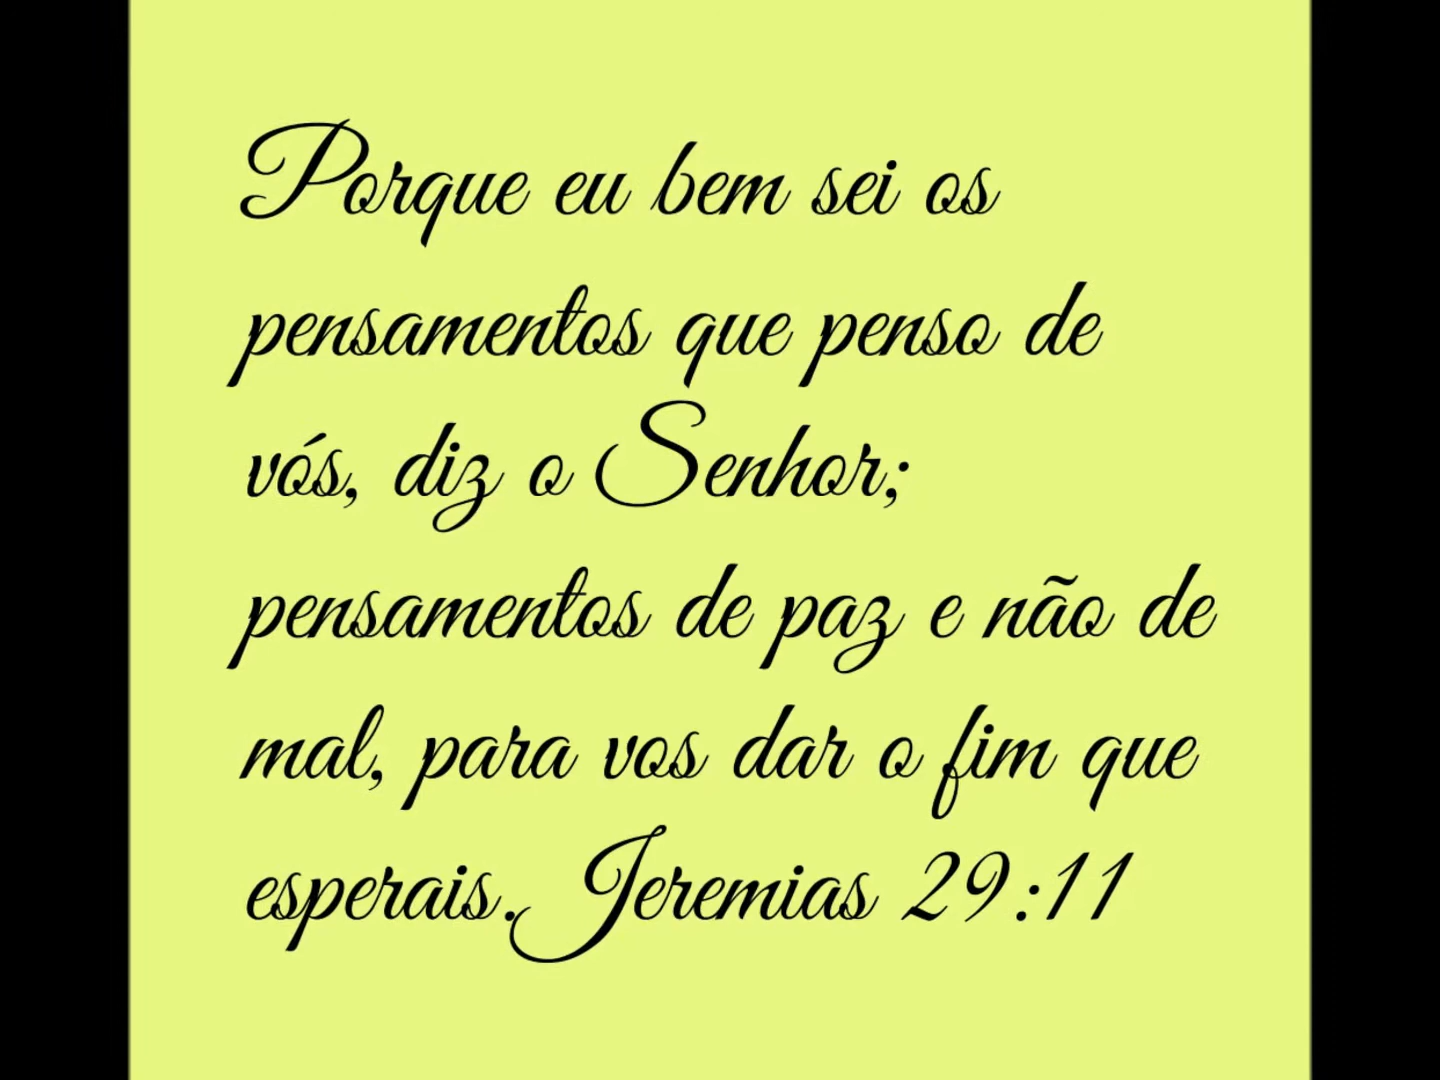 Porque eu bem sei os
pensamentos que penso de
vós, diz o Senhor;
pensamentos de paz e não de
mal, para vos dar o fim que
esperais. Jeremias 29:11